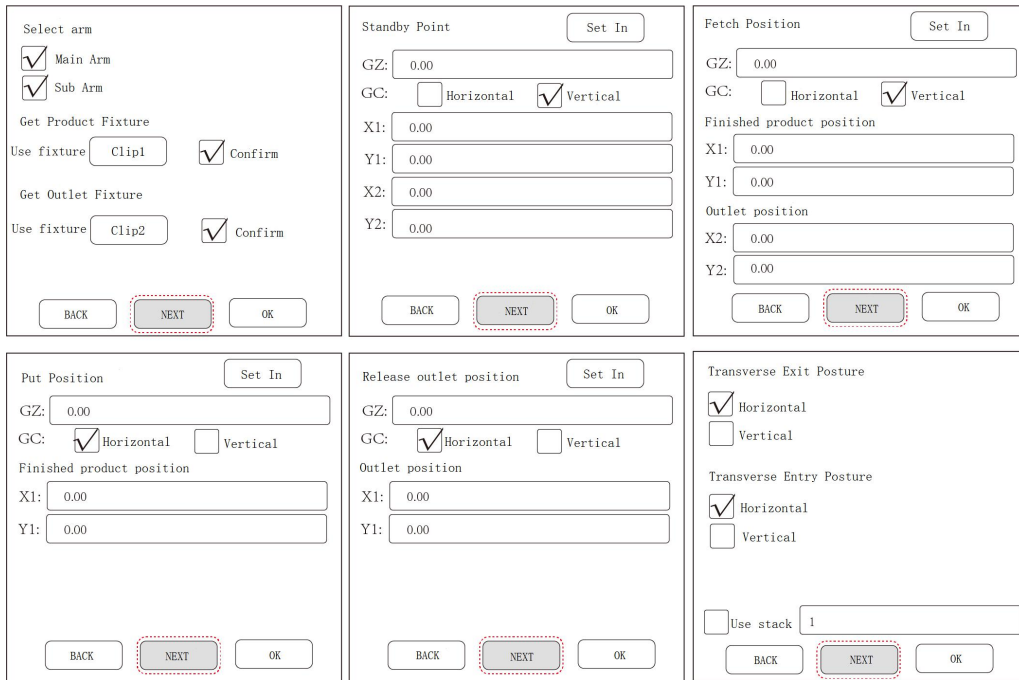 Select arm
Main Arm
Sub Arm
Get Product Fixture
Use fixture Clip1 Confirm
Get Outlet Fixture
Use fixture Clip2 Confirm
BACK NEXT OK
Standby Point Set In
GZ: 0.00
GC: Horizontal Vertical
X1: 0.00
Y1: 0.00
X2: 0.00
Y2: 0.00
BACK NEXT OK
Fetch Position Set In
GZ: 0.00
GC: Horizontal Vertical
Finished product position
X1: 0.00
Y1: 0.00
Outlet position
X2: 0.00
Y2: 0.00
BACK NEXT OK
Put Position Set In
GZ: 0.00
GC: Horizontal Vertical
Finished product position
X1: 0.00
Y1: 0.00
BACK NEXT OK
Release outlet position Set In
GZ: 0.00
GC: Horizontal Vertical
Outlet position
X1: 0.00
Y1: 0.00
BACK NEXT OK
Transverse Exit Posture
Horizontal
Vertical
Transverse Entry Posture
Horizontal
Vertical
Use stack 1
BACK NEXT OK